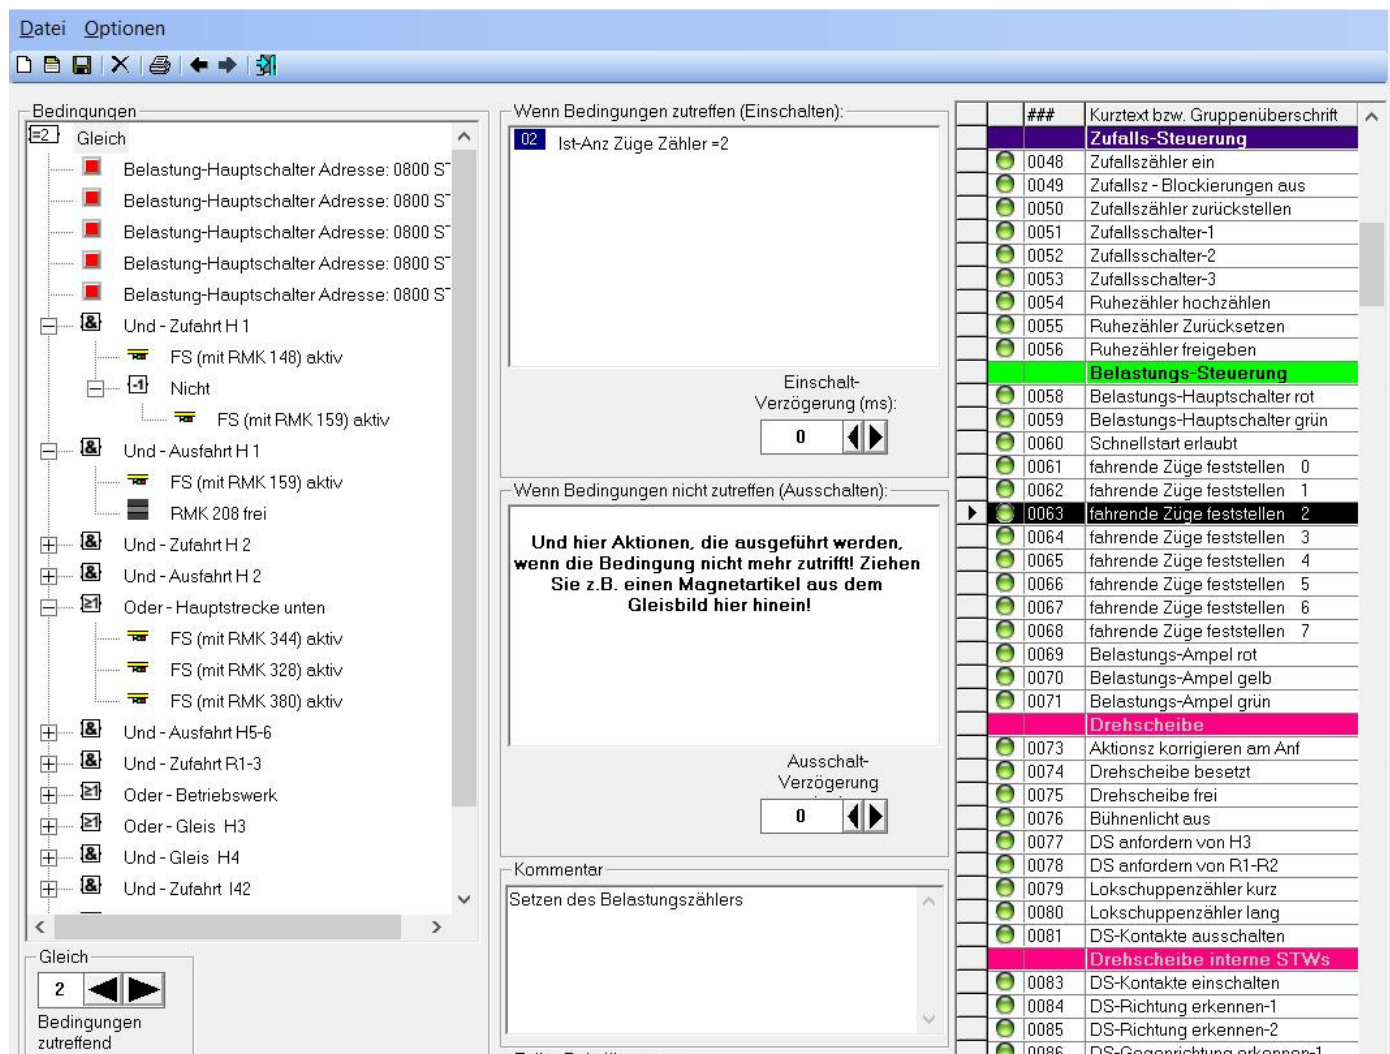 Datei Optionen
Bedingungen
=2 Gleich
Belastung-Hauptschalter Adresse: 0800 S
Belastung-Hauptschalter Adresse: 0800 S
Belastung-Hauptschalter Adresse: 0800 S
Belastung-Hauptschalter Adresse: 0800 S
Belastung-Hauptschalter Adresse: 0800 S
& Und - Zufahrt H 1
FS (mit RMK 148) aktiv
-1 Nicht
FS (mit RMK 159) aktiv
& Und - Ausfahrt H 1
FS (mit RMK 159) aktiv
RMK 208 frei
& Und - Zufahrt H 2
& Und - Ausfahrt H 2
≥1 Oder - Hauptstrecke unten
FS (mit RMK 344) aktiv
FS (mit RMK 328) aktiv
FS (mit RMK 380) aktiv
& Und - Ausfahrt H5-6
& Und - Zufahrt R1-3
≥1 Oder - Betriebswerk
≥1 Oder - Gleis H3
& Und - Gleis H4
& Und - Zufahrt I42
Gleich
2
Bedingungen
zutreffend
Wenn Bedingungen zutreffen (Einschalten):
02 Ist-Anz Züge Zähler =2
Einschalt-
Verzögerung (ms):
0
Wenn Bedingungen nicht zutreffen (Ausschalten):
Und hier Aktionen, die ausgeführt werden,
wenn die Bedingung nicht mehr zutrifft! Ziehen
Sie z.B. einen Magnetartikel aus dem
Gleisbild hier hinein!
Ausschalt-
Verzögerung
0
Kommentar
Setzen des Belastungszählers
### Kurztext bzw. Gruppenüberschrift
Zufalls-Steuerung
0048 Zufallszähler ein
0049 Zufallsz - Blockierungen aus
0050 Zufallszähler zurückstellen
0051 Zufallsschalter-1
0052 Zufallsschalter-2
0053 Zufallsschalter-3
0054 Ruhezähler hochzählen
0055 Ruhezähler Zurücksetzen
0056 Ruhezähler freigeben
Belastungs-Steuerung
0058 Belastungs-Hauptschalter rot
0059 Belastungs-Hauptschalter grün
0060 Schnellstart erlaubt
0061 fahrende Züge feststellen 0
0062 fahrende Züge feststellen 1
0063 fahrende Züge feststellen 2
0064 fahrende Züge feststellen 3
0065 fahrende Züge feststellen 4
0066 fahrende Züge feststellen 5
0067 fahrende Züge feststellen 6
0068 fahrende Züge feststellen 7
0069 Belastungs-Ampel rot
0070 Belastungs-Ampel gelb
0071 Belastungs-Ampel grün
Drehscheibe
0073 Aktionsz korrigieren am Anf
0074 Drehscheibe besetzt
0075 Drehscheibe frei
0076 Bühnenlicht aus
0077 DS anfordern von H3
0078 DS anfordern von R1-R2
0079 Lokschuppenzähler kurz
0080 Lokschuppenzähler lang
0081 DS-Kontakte ausschalten
Drehscheibe interne STWs
0083 DS-Kontakte einschalten
0084 DS-Richtung erkennen-1
0085 DS-Richtung erkennen-2
0086 DS-Gegenrichtung erkennen-1